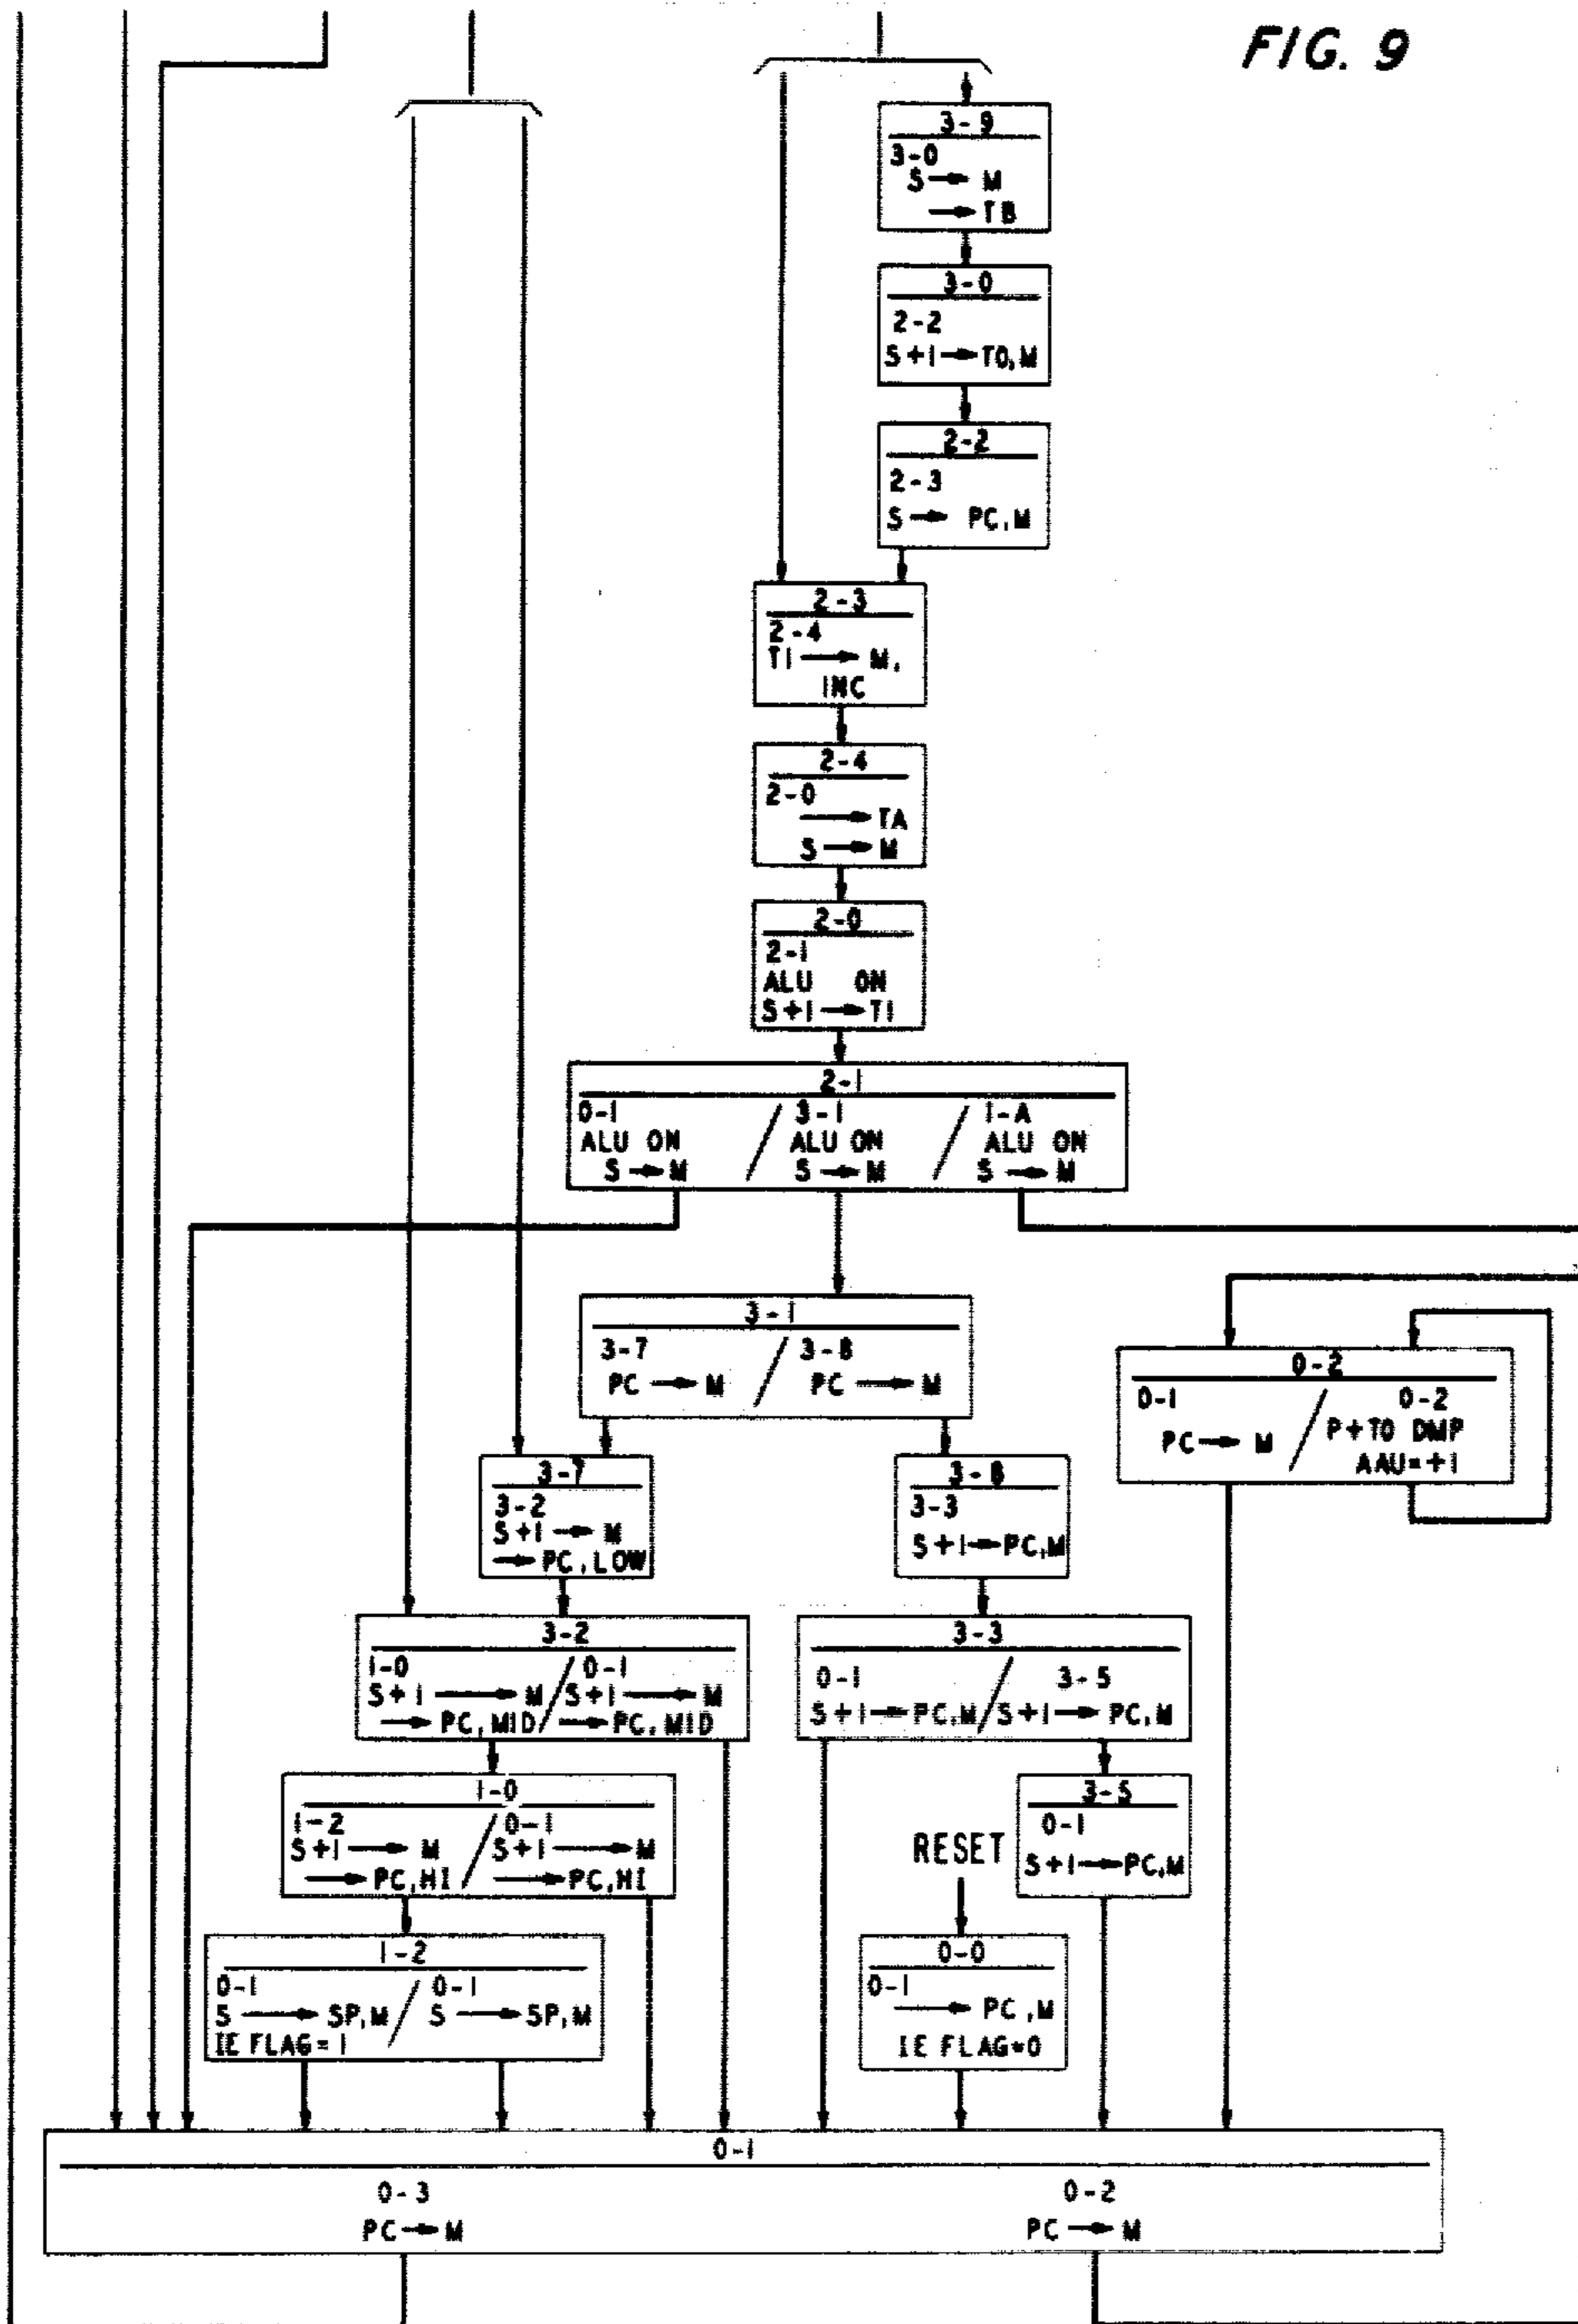 FIG. 9
3-9
3-0
S → M
→ TB
3-0
2-2
S+1 → TO, M
2-2
2-3
S → PC, M
2-3
2-4
T1 → M,
INC
2-4
2-0
→ TA
S → M
2-0
2-1
ALU ON
S+1 → T1
2-1
0-1 / 3-1 / 1-A
ALU ON ALU ON ALU ON
S → M S → M S → M
3-1
3-7 / 3-8
PC → M PC → M
0-2
0-1 / 0-2
PC → M P+TO DMP
AAU=+1
3-7
3-2
S+1 → M
→ PC, LOW
3-8
3-3
S+1 → PC, M
3-2
1-0 / 0-1
S+1 → M S+1 → M
→ PC, MID → PC, MID
3-3
0-1 / 3-5
S+1 → PC, M S+1 → PC, M
1-0
1-2 / 0-1
S+1 → M S+1 → M
→ PC, HI → PC, HI
3-5
0-1
S+1 → PC, M
RESET
1-2
0-1 / 0-1
S → SP, M S → SP, M
IE FLAG=1
0-0
0-1
→ PC, M
IE FLAG=0
0-1
0-3 0-2
PC → M PC → M